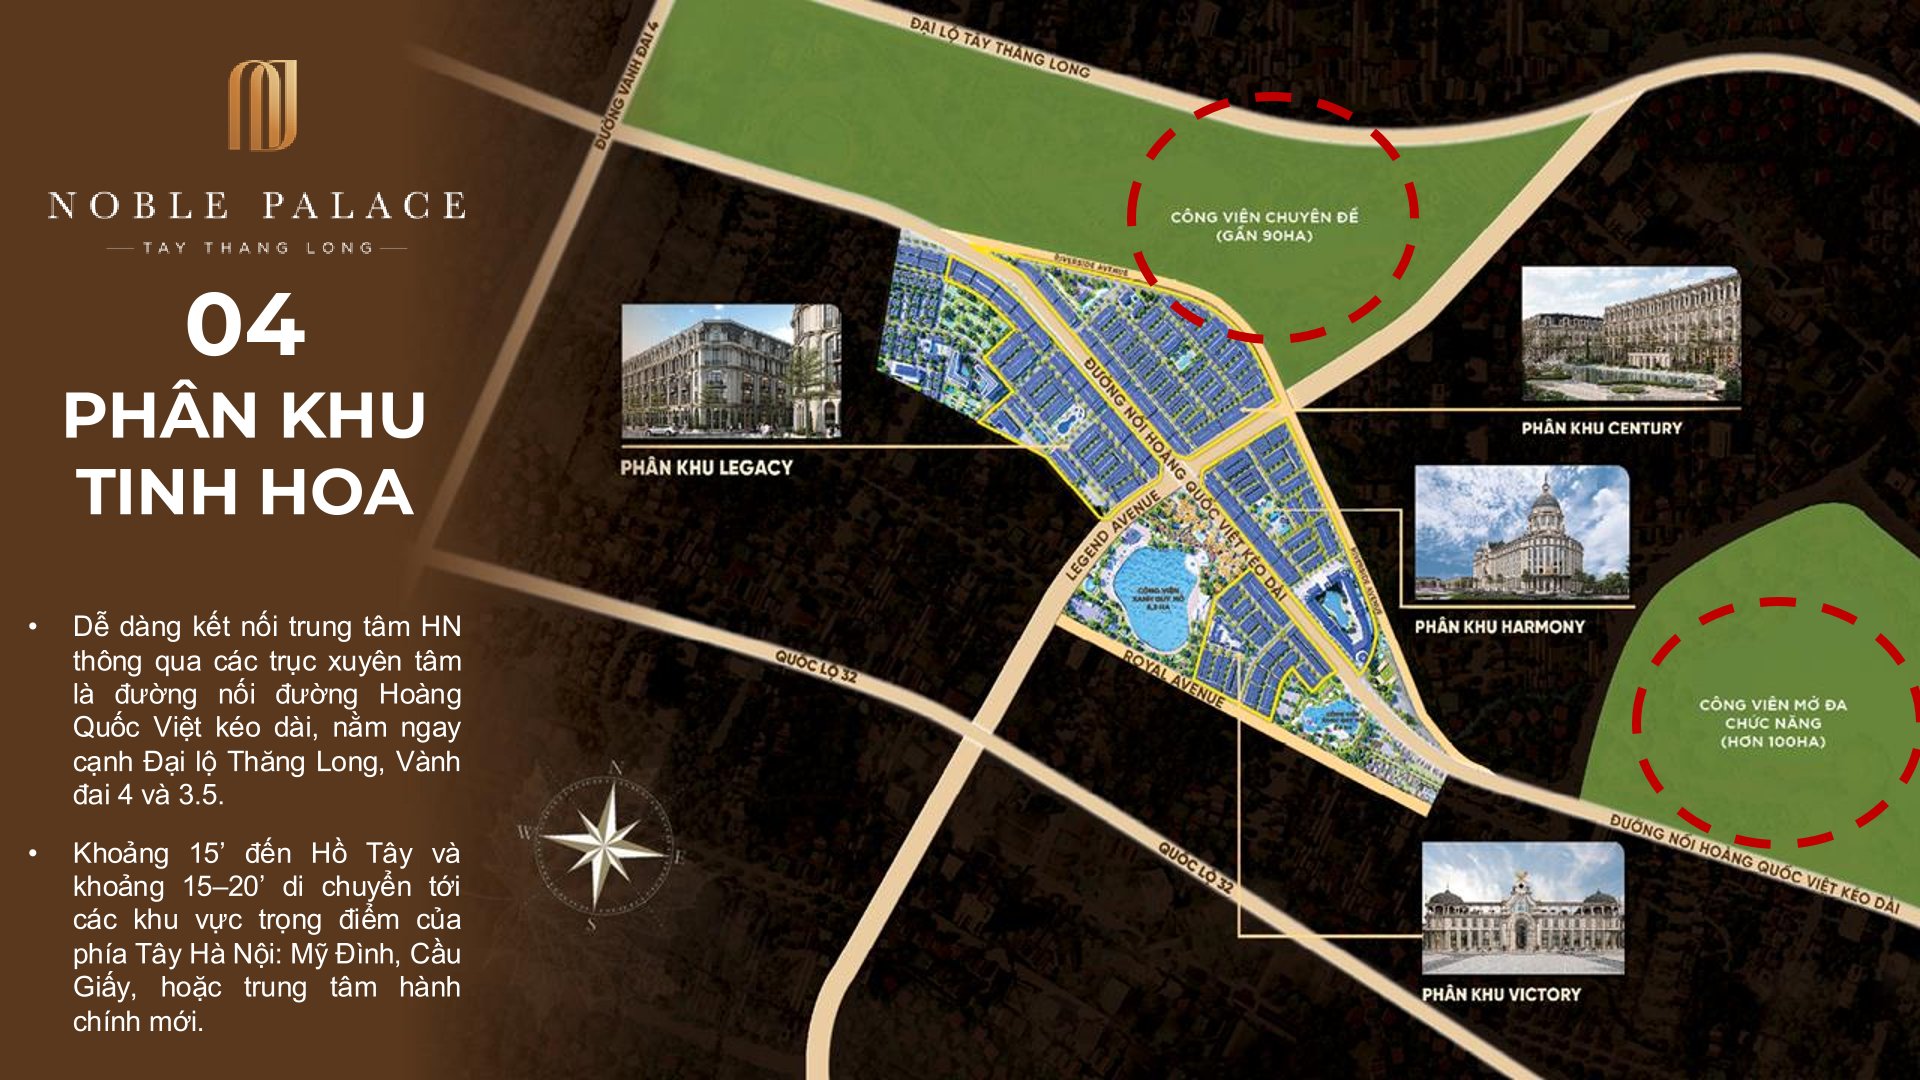 NOBLE PALACE
TAY THANG LONG
04
PHÂN KHU
TINH HOA
• Dễ dàng kết nối trung tâm HN
thông qua các trục xuyên tâm
là đường nối đường Hoàng
Quốc Việt kéo dài, nằm ngay
cạnh Đại lộ Thăng Long, Vành
đai 4 và 3.5.
• Khoảng 15’ đến Hồ Tây và
khoảng 15–20’ di chuyển tới
các khu vực trọng điểm của
phía Tây Hà Nội: Mỹ Đình, Cầu
Giấy, hoặc trung tâm hành
chính mới.
ĐƯỜNG VÀNH ĐAI 4
ĐẠI LỘ TÂY THĂNG LONG
CÔNG VIÊN CHUYÊN ĐỀ
(GẦN 90HA)
RIVERSIDE AVENUE
PHÂN KHU LEGACY
PHÂN KHU CENTURY
ĐƯỜNG NỐI HOÀNG QUỐC VIỆT KÉO DÀI
LEGEND AVENUE
CÔNG VIÊN
XANH QUY MÔ
RIVERSIDE AVENUE
PHÂN KHU HARMONY
QUỐC LỘ 32
ROYAL AVENUE
CÔNG VIÊN MỞ ĐA
CHỨC NĂNG
(HƠN 100HA)
N
W
E
S
QUỐC LỘ 32
ĐƯỜNG NỐI HOÀNG QUỐC VIỆT KÉO DÀI
PHÂN KHU VICTORY